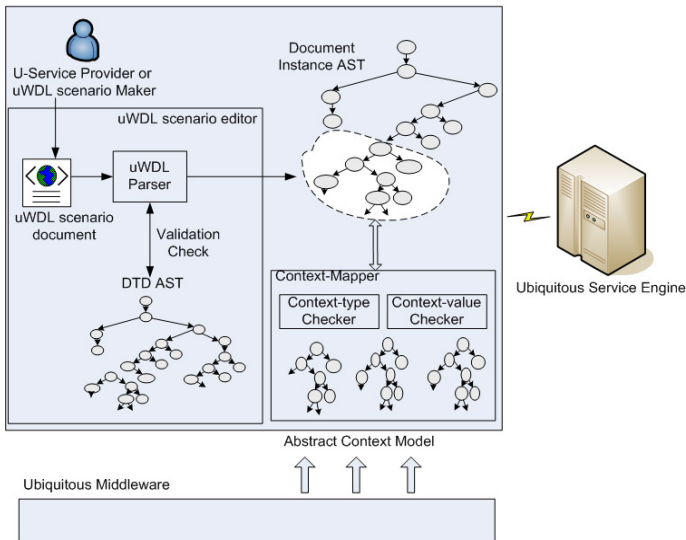 U-Service Provider or
uWDL scenario Maker
Document
Instance AST
uWDL scenario editor
uWDL
Parser
uWDL scenario
document
Validation
Check
DTD AST
Context-Mapper
Context-type
Checker
Context-value
Checker
Ubiquitous Service Engine
Abstract Context Model
Ubiquitous Middleware